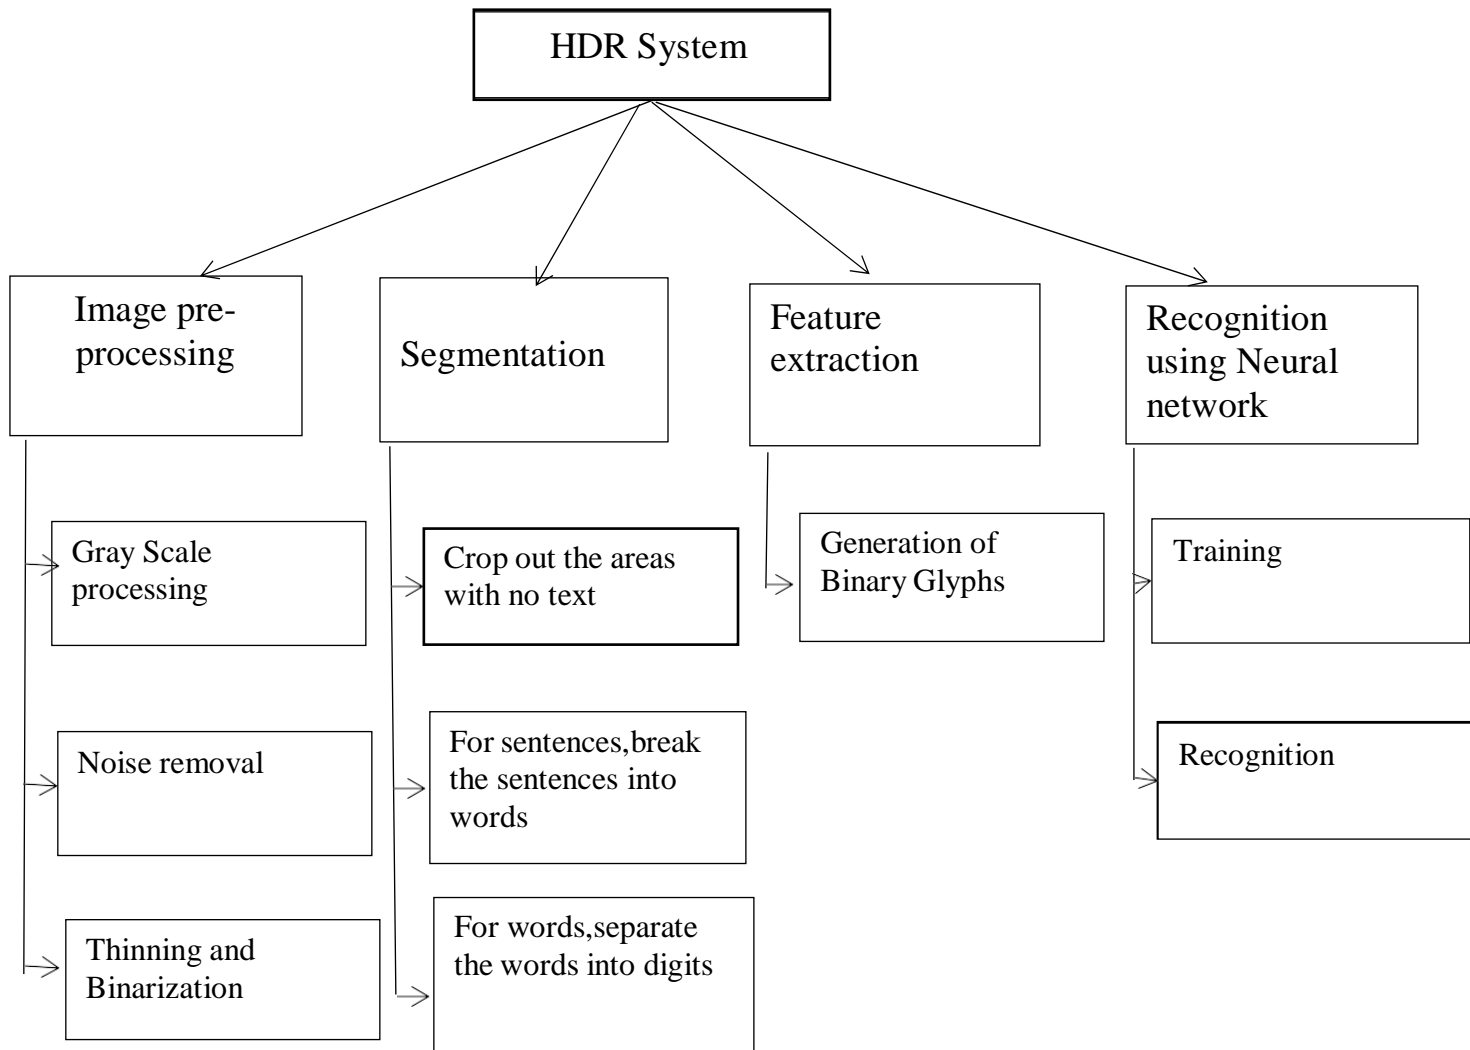 HDR System
Image pre-
processing
Segmentation
Feature
extraction
Recognition
using Neural
network
Gray Scale
processing
Crop out the areas
with no text
Generation of
Binary Glyphs
Training
Noise removal
For sentences,break
the sentences into
words
Recognition
Thinning and
Binarization
For words,separate
the words into digits